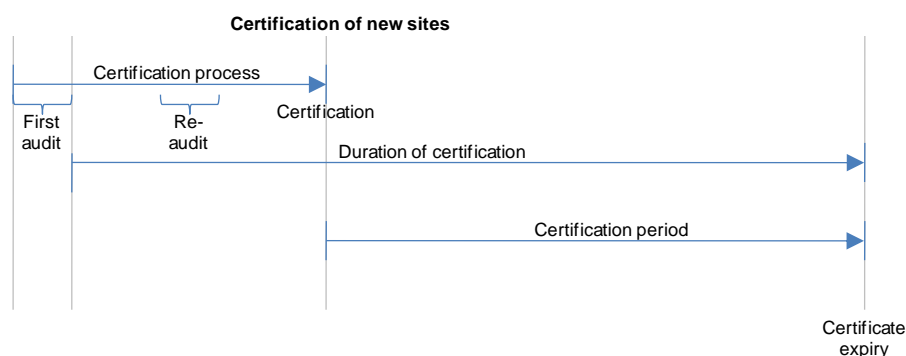 Certification of new sites
Certification process
Certification
First
audit
Re-
audit
Duration of certification
Certification period
Certificate
expiry